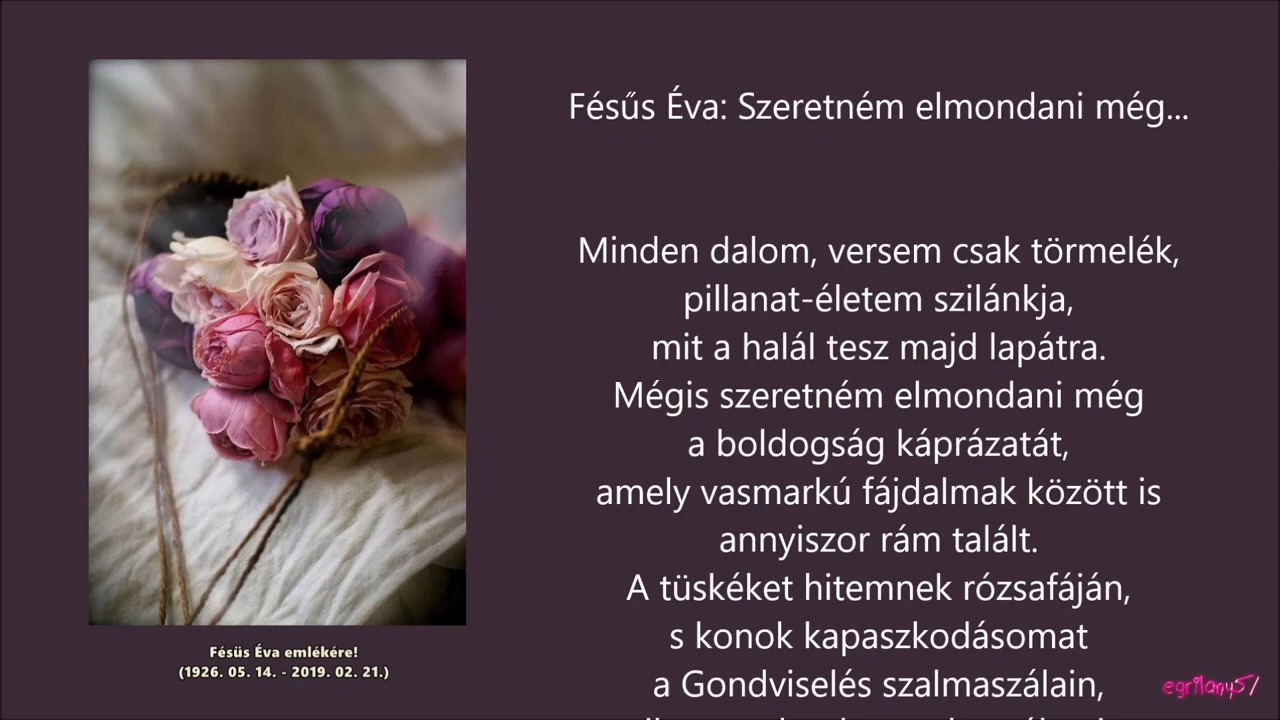 Fésűs Éva: Szeretném elmondani még...
Minden dalom, versem csak törmelék,
pillanat-életem szilánkja,
mit a halál tesz majd lapátra.
Mégis szeretném elmondani még
a boldogság káprázatát,
amely vasmarkú fájdalmak között is
annyiszor rám talált.
A tüskéket hitemnek rózsafáján,
s konok kapaszkodásomat
a Gondviselés szalmaszálain,
Fésüs Éva emlékére!
(1926. 05. 14. - 2019. 02. 21.)
egrilany51